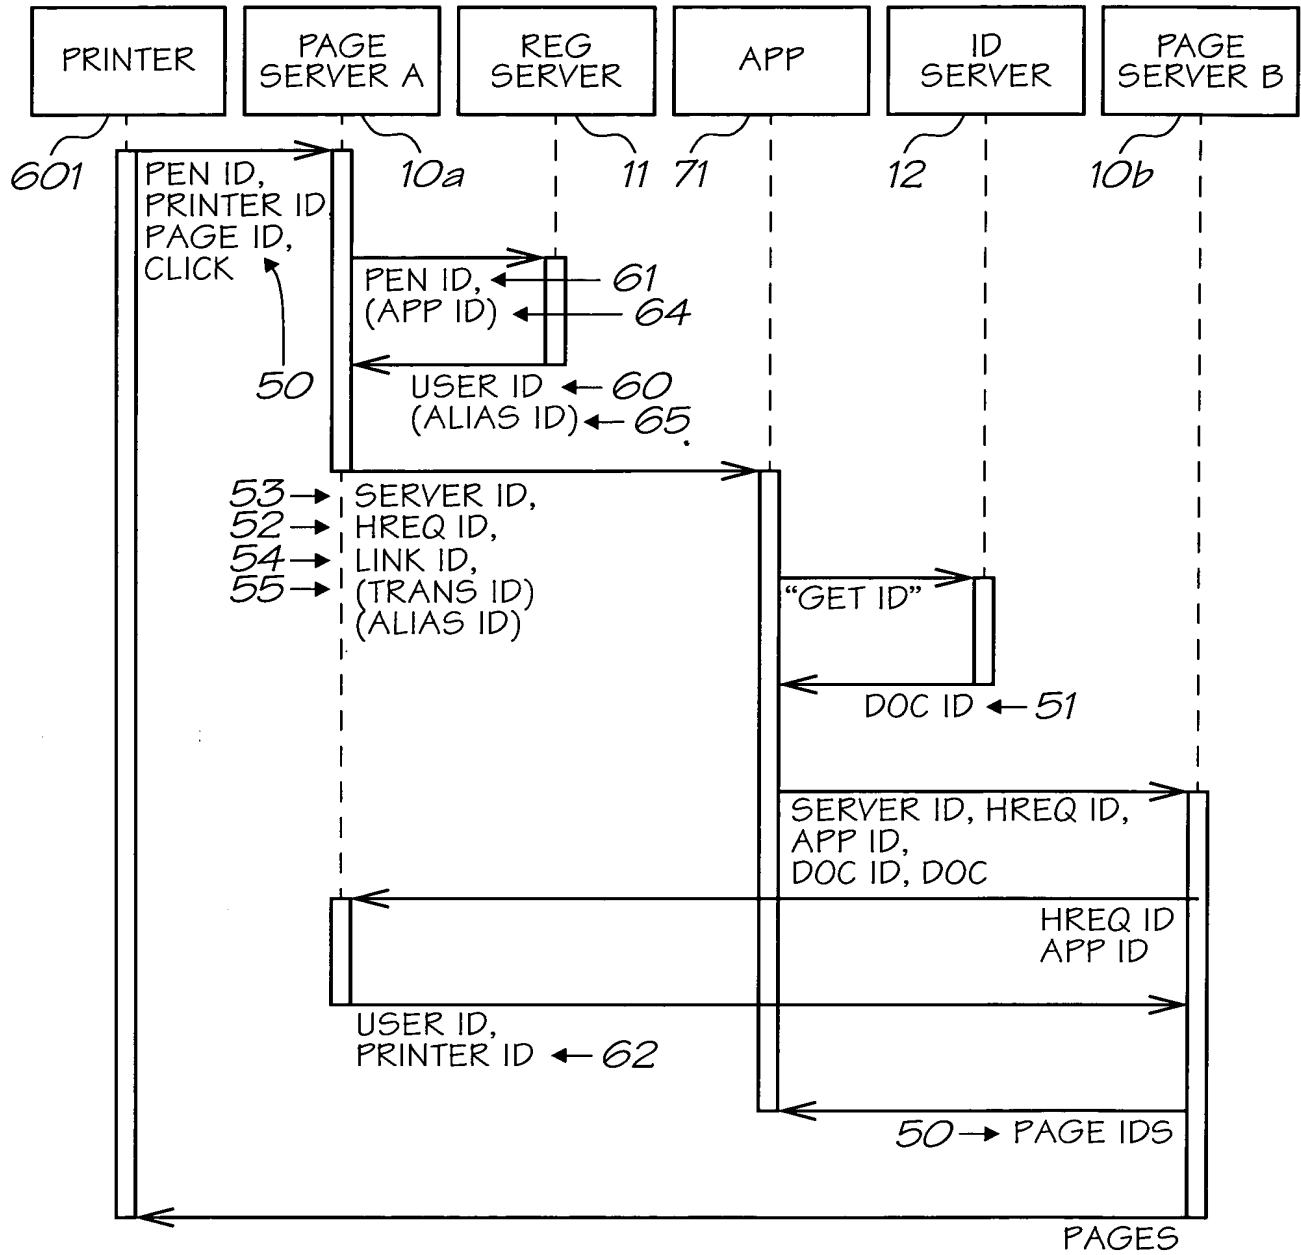 PRINTER
PAGE
SERVER A
REG
SERVER
APP
ID
SERVER
PAGE
SERVER B
601
10a
11
71
12
10b
PEN ID,
PRINTER ID
PAGE ID,
CLICK
50
PEN ID, 61
(APP ID) 64
USER ID 60
(ALIAS ID) 65
53 SERVER ID,
52 HREQ ID,
54 LINK ID,
55 (TRANS ID)
(ALIAS ID)
"GET ID"
DOC ID 51
SERVER ID, HREQ ID,
APP ID,
DOC ID, DOC
HREQ ID
APP ID
USER ID,
PRINTER ID 62
50 PAGE IDS
PAGES